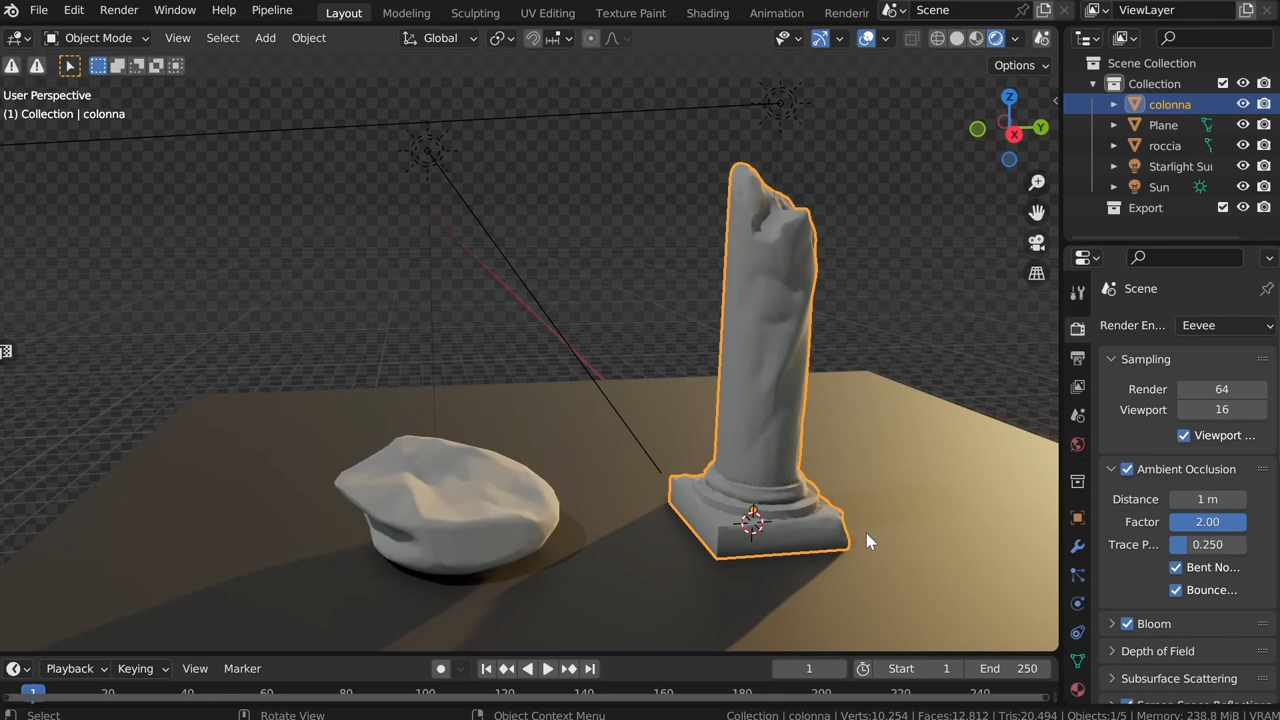 File Edit Render Window Help Pipeline Layout Modeling Sculpting UV Editing Texture Paint Shading Animation Renderin Scene ViewLayer
Object Mode View Select Add Object Global
Options
User Perspective
(1) Collection | colonna
Z
Y
X
Scene Collection
Collection
colonna
Plane
roccia
Starlight Su
Sun
Export
Scene
Render En... Eevee
Sampling
Render 64
Viewport 16
Viewport ...
Ambient Occlusion
Distance 1 m
Factor 2.00
Trace P... 0.250
Bent No...
Bounce...
Bloom
Depth of Field
Subsurface Scattering
Playback Keying View Marker 1 Start 1 End 250
1 20 40 60 80 100 120 140 160 180 200 220 240
Select Rotate View Object Context Menu Collection | colonna | Verts:10.254 | Faces:12.812 | Tris:20.494 | Objects:1/5 | Memory: 238.8 MiB | VRA